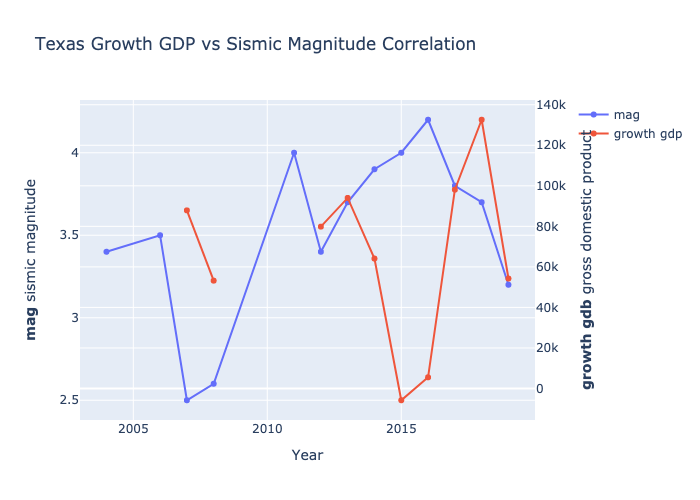 Texas Growth GDP vs Sismic Magnitude Correlation
mag
growth gdp
4
3.5
3
2.5
mag sismic magnitude
140k
120k
100k
80k
60k
40k
20k
0
growth gdb gross domestic product
2005
2010
2015
Year